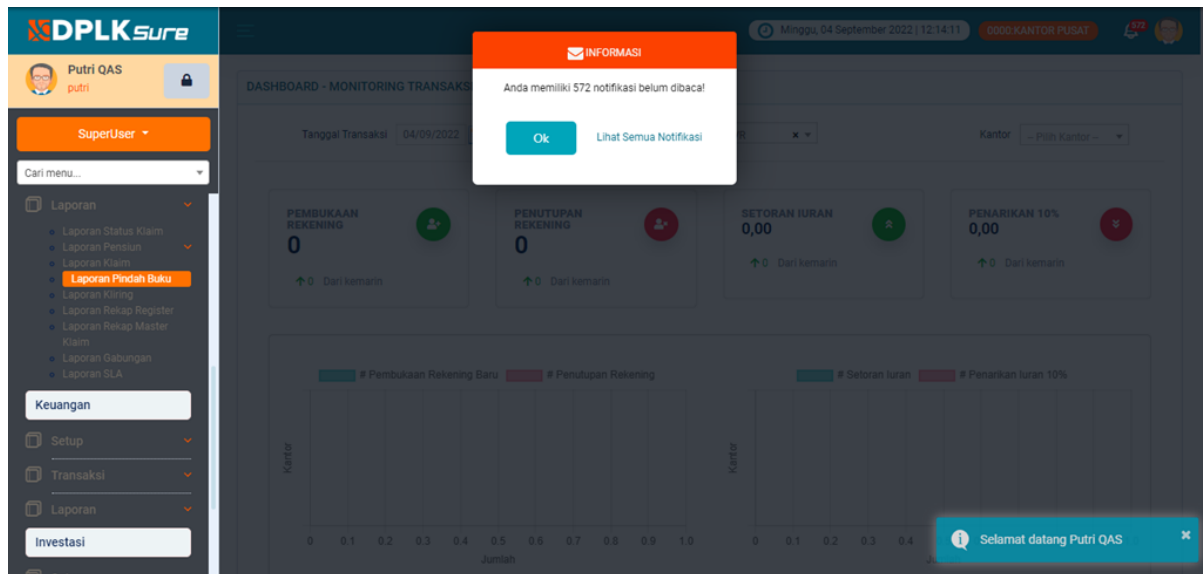 DPLKSure
Putri QAS
putri
SuperUser
Cari menu...
Laporan
Laporan Status Klaim
Laporan Pensiun
Laporan Klaim
Laporan Pindah Buku
Laporan Kliring
Laporan Rekap Register
Laporan Rekap Master
Klaim
Laporan Gabungan
Laporan SLA
Keuangan
Setup
Transaksi
Laporan
Investasi
Minggu, 04 September 2022 | 12:14:11
0000:KANTOR PUSAT
572
INFORMASI
Anda memiliki 572 notifikasi belum dibaca!
Ok
Lihat Semua Notifikasi
DASHBOARD - MONITORING TRANSAKS
Tanggal Transaksi
04/09/2022
Kantor
-- Pilih Kantor --
PEMBUKAAN
REKENING
0
0 Dari kemarin
PENUTUPAN
REKENING
0
0 Dari kemarin
SETORAN IURAN
0,00
0 Dari kemarin
PENARIKAN 10%
0,00
0 Dari kemarin
# Pembukaan Rekening Baru
# Penutupan Rekening
Kantor
0 0.1 0.2 0.3 0.4 0.5 0.6 0.7 0.8 0.9 1.0
Jumlah
# Setoran Iuran
# Penarikan Iuran 10%
Kantor
0 0.1 0.2 0.3 0.4
Selamat datang Putri QAS